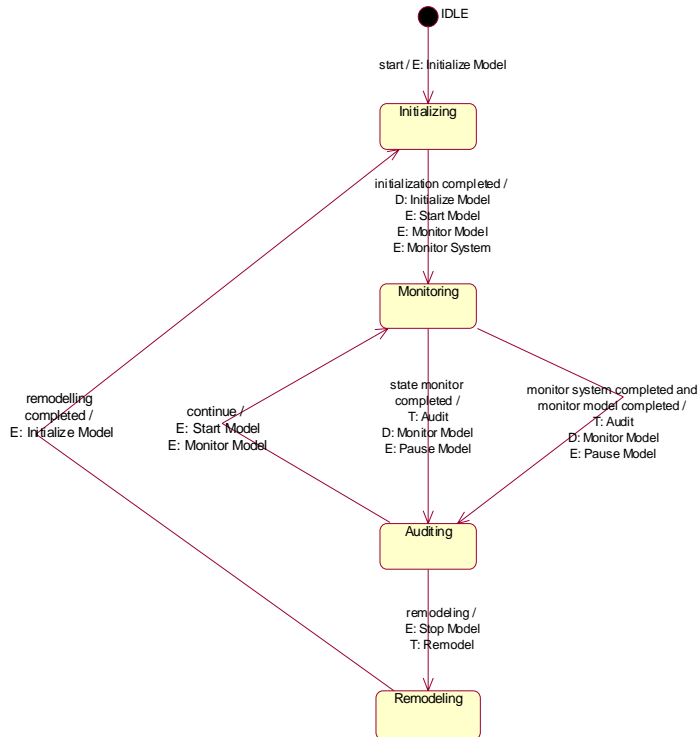 IDLE
start / E: Initialize Model
Initializing
initialization completed /
D: Initialize Model
E: Start Model
E: Monitor Model
E: Monitor System
Monitoring
remodelling
completed /
E: Initialize Model
continue /
E: Start Model
E: Monitor Model
state monitor
completed /
T: Audit
D: Monitor Model
E: Pause Model
monitor system completed and
monitor model completed /
T: Audit
D: Monitor Model
E: Pause Model
Auditing
remodeling /
E: Stop Model
T: Remodel
Remodeling